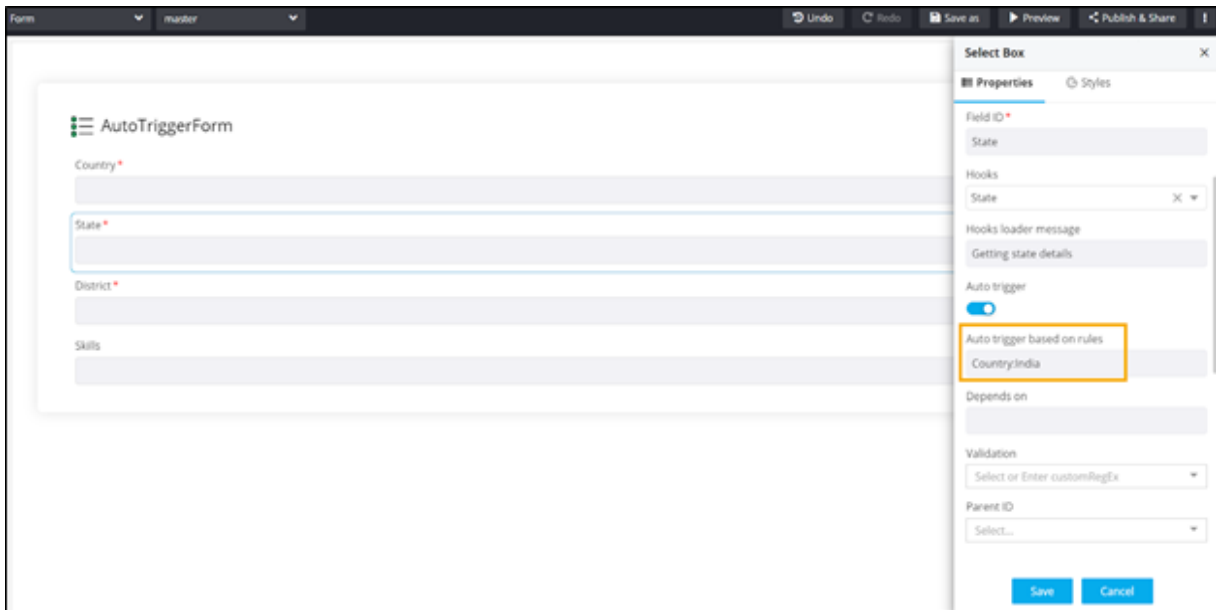 Form master Undo Redo Save as Preview Publish & Share
Select Box ×
Properties Styles
AutoTriggerForm
Country *
State *
District *
Skills
Field ID *
State
Hooks
State
Hooks loader message
Getting state details
Auto trigger
Auto trigger based on rules
Country:India
Depends on
Validation
Select or Enter customRegEx
Parent ID
Select...
Save Cancel